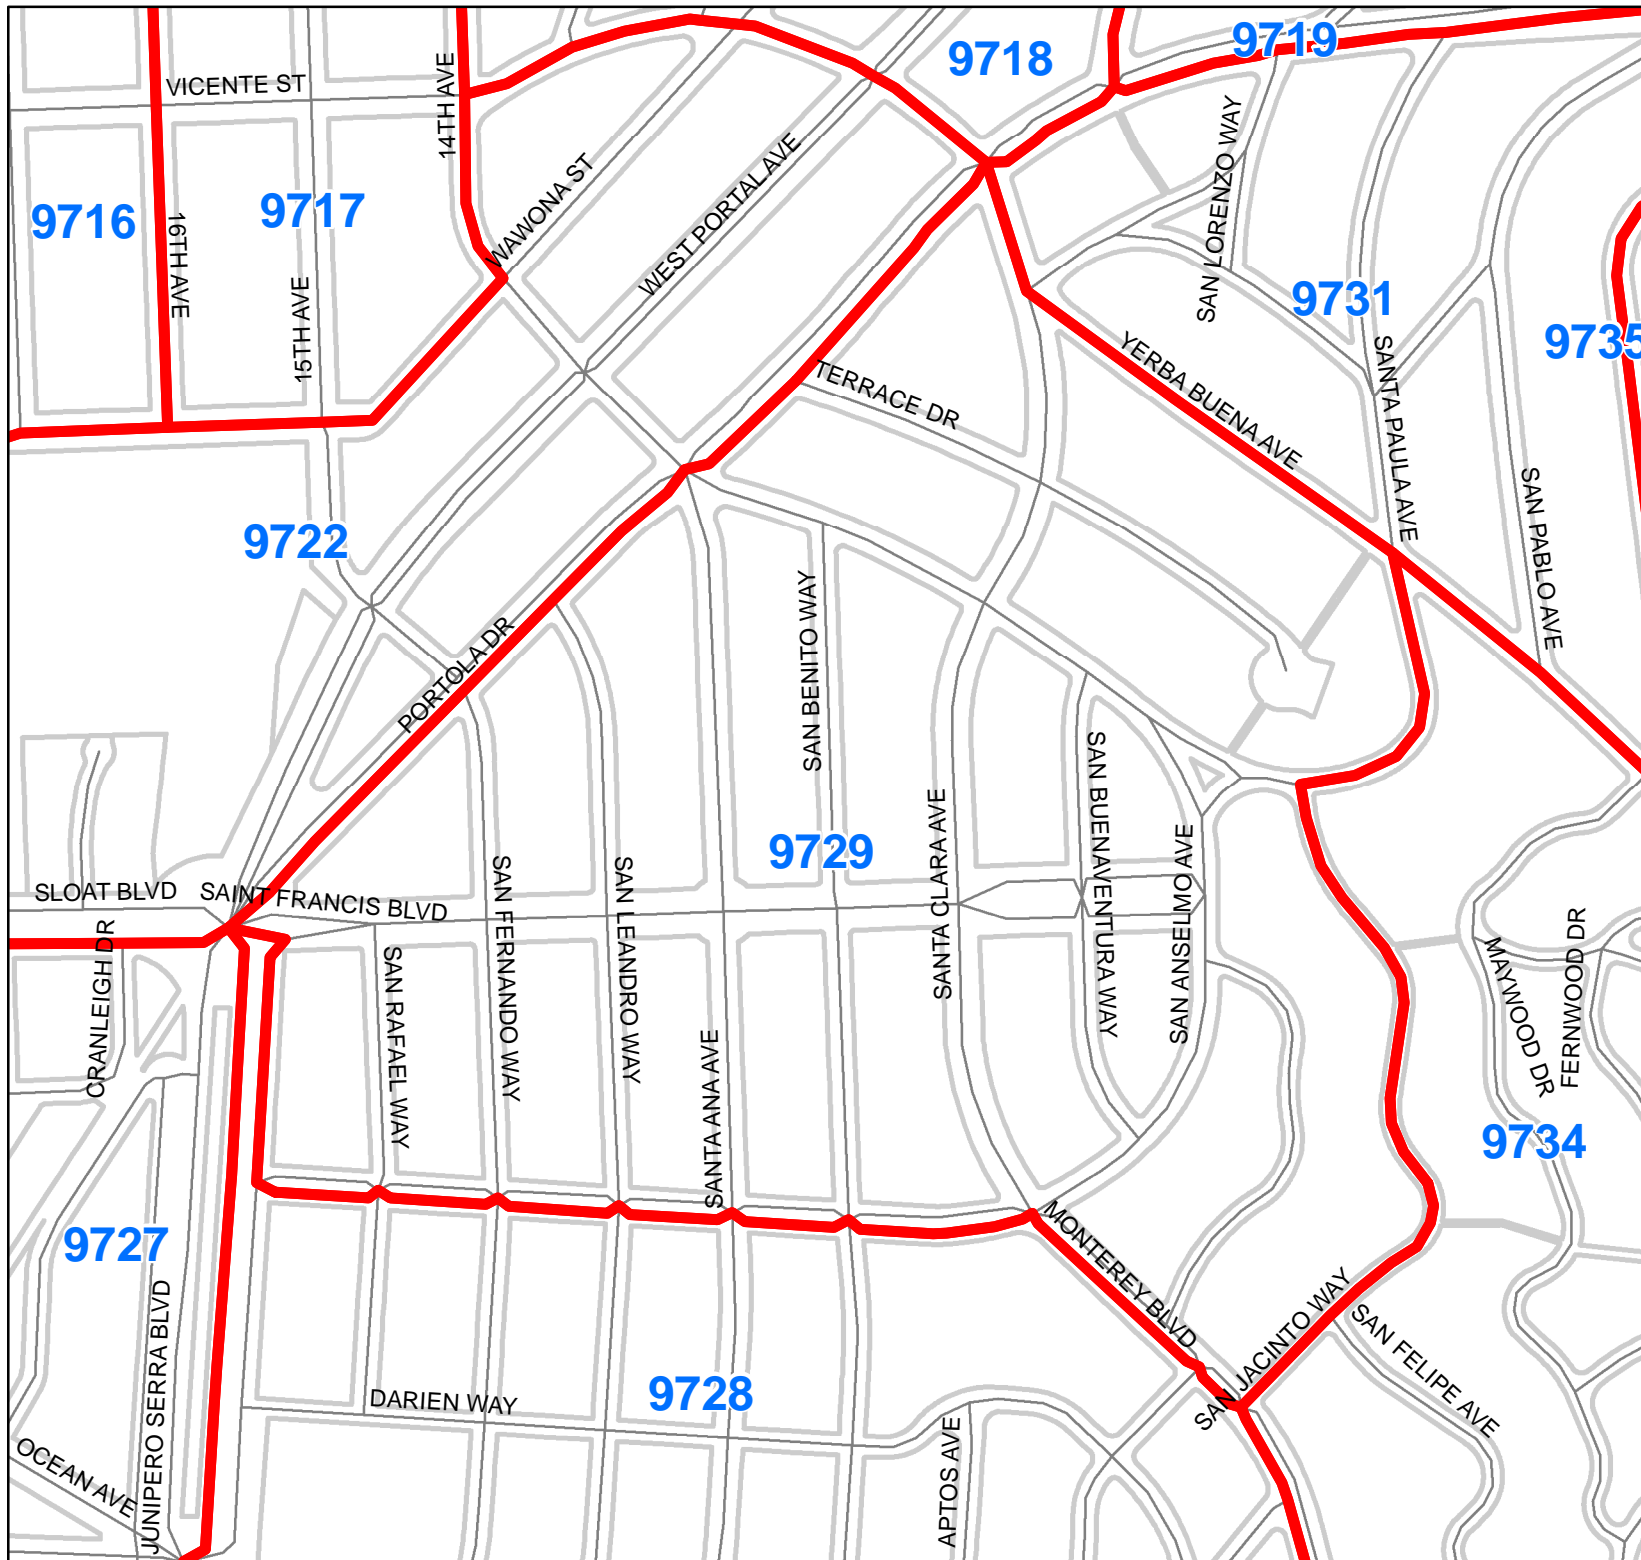 9718
9719
VICENTE ST
14TH AVE
SAN LORENZO WAY
WAWONA ST
WEST PORTAL AVE
9716
9717
16TH AVE
15TH AVE
9731
9735
YERBA BUENA AVE
TERRACE DR
SANTA PAULA AVE
SAN PABLO AVE
9722
SAN BENITO WAY
PORTOLA DR
SAN BUENAVENTURA WAY
SANTA CLARA AVE
SAN ANSELMO AVE
9729
SLOAT BLVD
SAINT FRANCIS BLVD
SAN FERNANDO WAY
SAN LEANDRO WAY
CRANLEIGH DR
SAN RAFAEL WAY
MAYWOOD DR
FERNWOOD DR
SANTA ANA AVE
9734
9727
MONTEREY BLVD
JUNIPERO SERRA BLVD
SAN JACINTO WAY
SAN FELIPE AVE
9728
DARIEN WAY
APTOS AVE
OCEAN AVE